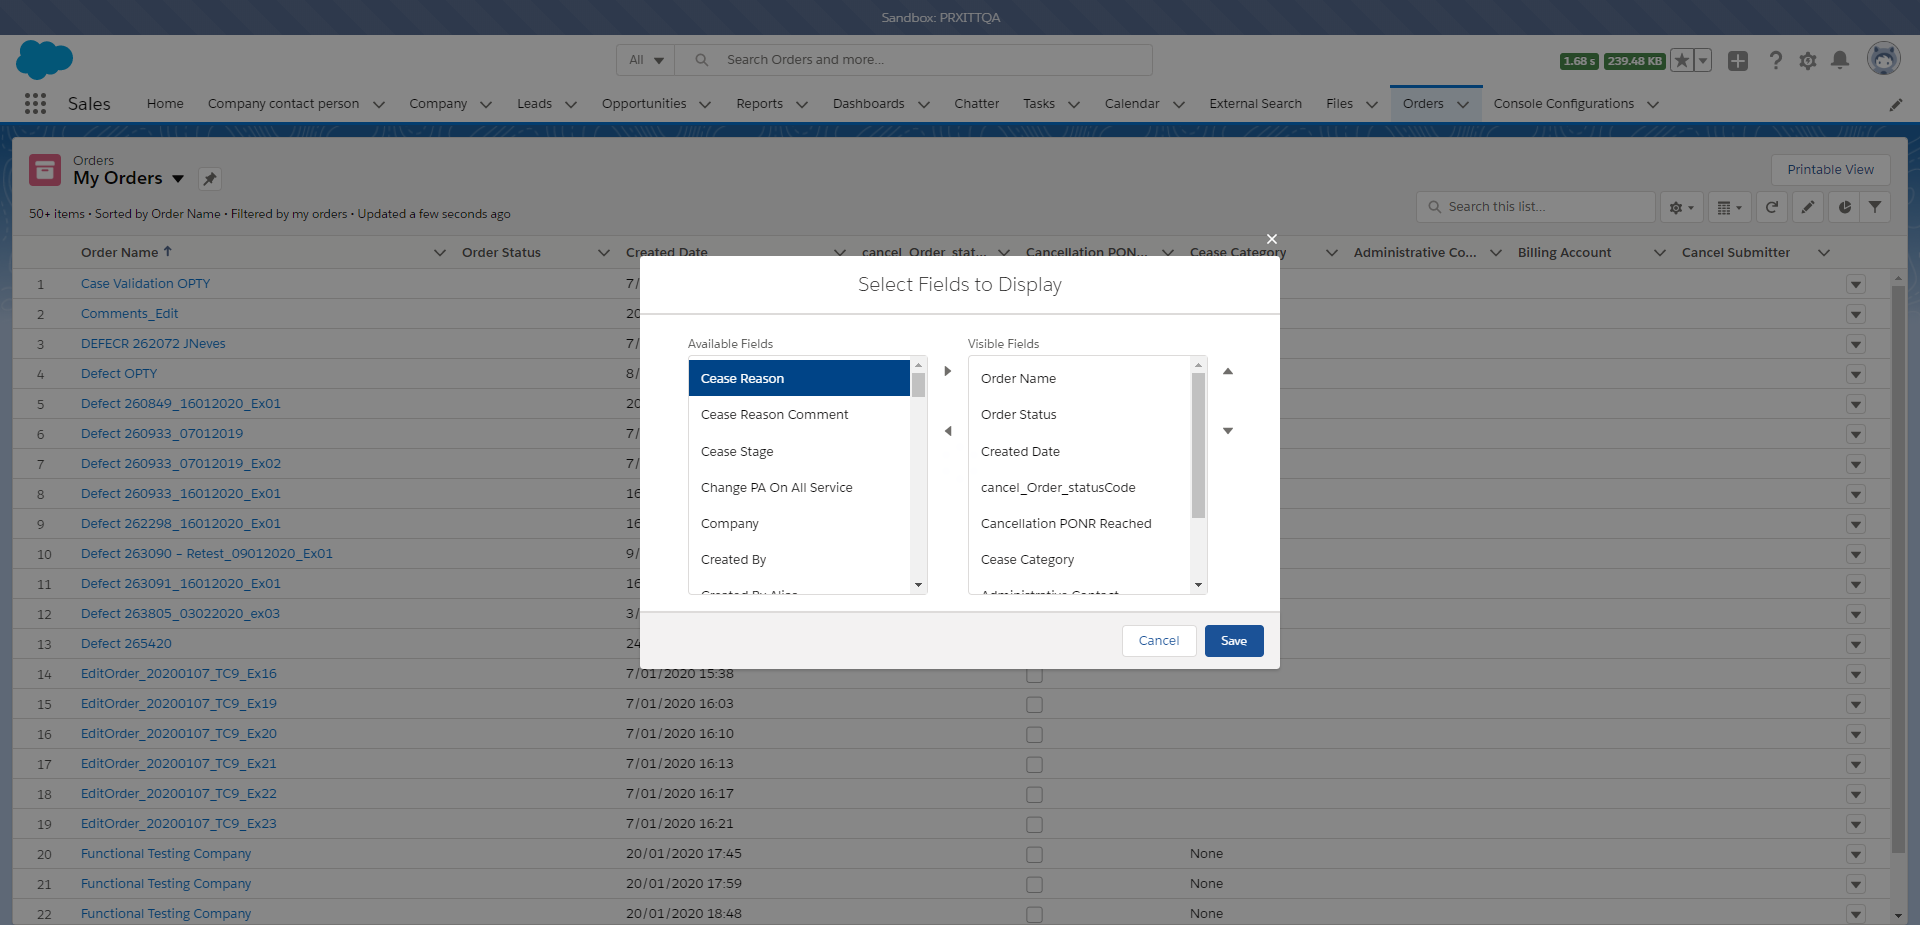 Sandbox: PRXITTQA
All
Search Orders and more...
1.68 s
239.48 KB
Sales
Home
Company contact person
Company
Leads
Opportunities
Reports
Dashboards
Chatter
Tasks
Calendar
External Search
Files
Orders
Console Configurations
Orders
My Orders
Printable View
50+ items • Sorted by Order Name • Filtered by my orders • Updated a few seconds ago
Search this list...
Order Name
Order Status
Created Date
cancel_Order_stat...
Cancellation PON...
Cease Category
Administrative Co...
Billing Account
Cancel Submitter
1 Case Validation OPTY 7/
2 Comments_Edit 20
3 DEFECR 262072 JNeves 7/
4 Defect OPTY 8/
5 Defect 260849_16012020_Ex01 20
6 Defect 260933_07012019 7/
7 Defect 260933_07012019_Ex02 7/
8 Defect 260933_16012020_Ex01 16
9 Defect 262298_16012020_Ex01 16
10 Defect 263090 – Retest_09012020_Ex01 9/
11 Defect 263091_16012020_Ex01 16
12 Defect 263805_03022020_ex03 3/
13 Defect 265420 24
14 EditOrder_20200107_TC9_Ex16 7/01/2020 15:38
15 EditOrder_20200107_TC9_Ex19 7/01/2020 16:03
16 EditOrder_20200107_TC9_Ex20 7/01/2020 16:10
17 EditOrder_20200107_TC9_Ex21 7/01/2020 16:13
18 EditOrder_20200107_TC9_Ex22 7/01/2020 16:17
19 EditOrder_20200107_TC9_Ex23 7/01/2020 16:21
20 Functional Testing Company 20/01/2020 17:45 None
21 Functional Testing Company 20/01/2020 17:59 None
22 Functional Testing Company 20/01/2020 18:48 None
Select Fields to Display
Available Fields
Cease Reason
Cease Reason Comment
Cease Stage
Change PA On All Service
Company
Created By
Created By Alias
Visible Fields
Order Name
Order Status
Created Date
cancel_Order_statusCode
Cancellation PONR Reached
Cease Category
Administrative Contact
Cancel
Save